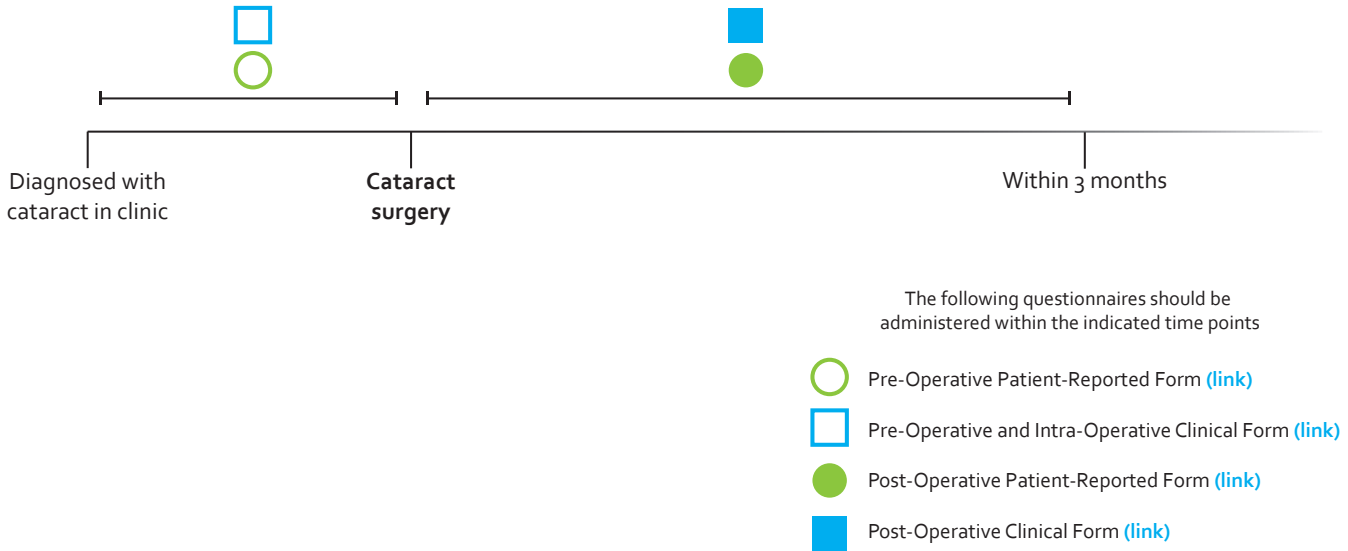 Diagnosed with
cataract in clinic
Cataract
surgery
Within 3 months
The following questionnaires should be
administered within the indicated time points
Pre-Operative Patient-Reported Form (link)
Pre-Operative and Intra-Operative Clinical Form (link)
Post-Operative Patient-Reported Form (link)
Post-Operative Clinical Form (link)